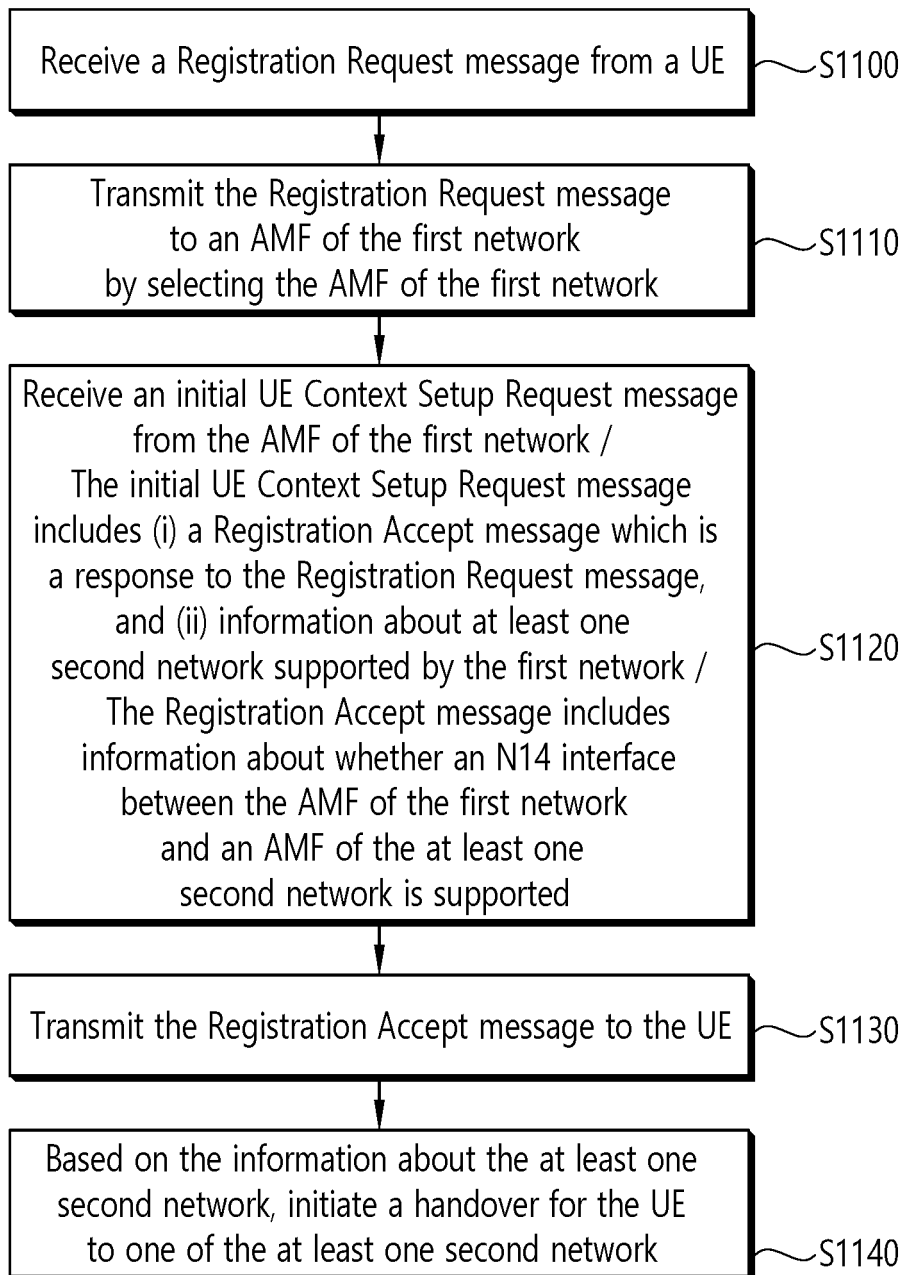 Receive a Registration Request message from a UE
S1100
Transmit the Registration Request message
to an AMF of the first network
by selecting the AMF of the first network
S1110
Receive an initial UE Context Setup Request message
from the AMF of the first network /
The initial UE Context Setup Request message
includes (i) a Registration Accept message which is
a response to the Registration Request message,
and (ii) information about at least one
second network supported by the first network /
The Registration Accept message includes
information about whether an N14 interface
between the AMF of the first network
and an AMF of the at least one
second network is supported
S1120
Transmit the Registration Accept message to the UE
S1130
Based on the information about the at least one
second network, initiate a handover for the UE
to one of the at least one second network
S1140